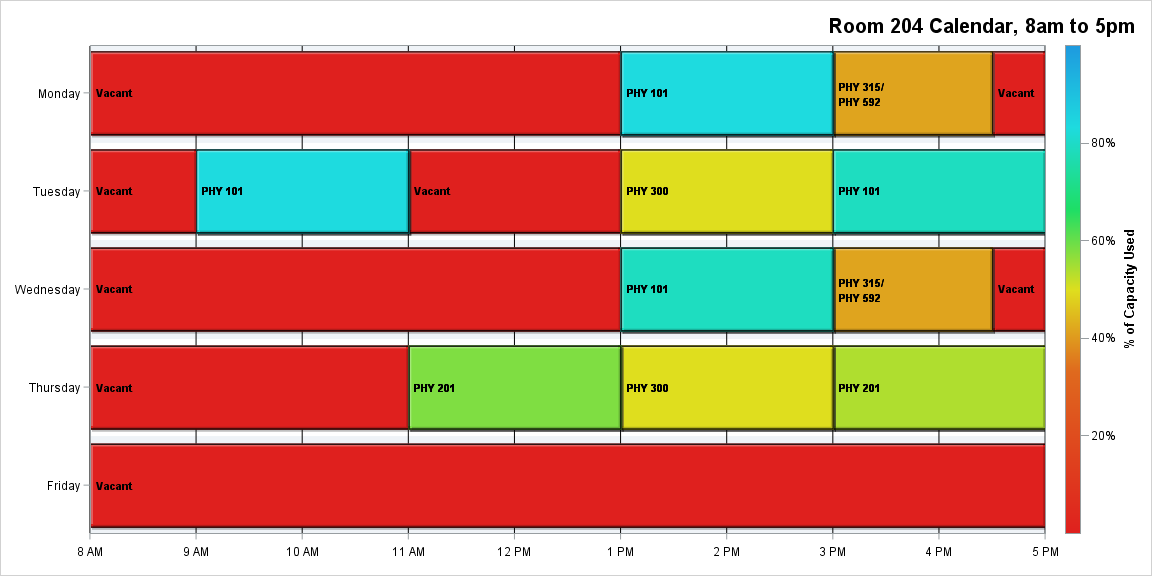 Room 204 Calendar, 8am to 5pm
Monday
Vacant
PHY 101
PHY 315/
PHY 592
Vacant
Tuesday
Vacant
PHY 101
Vacant
PHY 300
PHY 101
Wednesday
Vacant
PHY 101
PHY 315/
PHY 592
Vacant
Thursday
Vacant
PHY 201
PHY 300
PHY 201
Friday
Vacant
8 AM
9 AM
10 AM
11 AM
12 PM
1 PM
2 PM
3 PM
4 PM
5 PM
80%
60%
40%
20%
% of Capacity Used